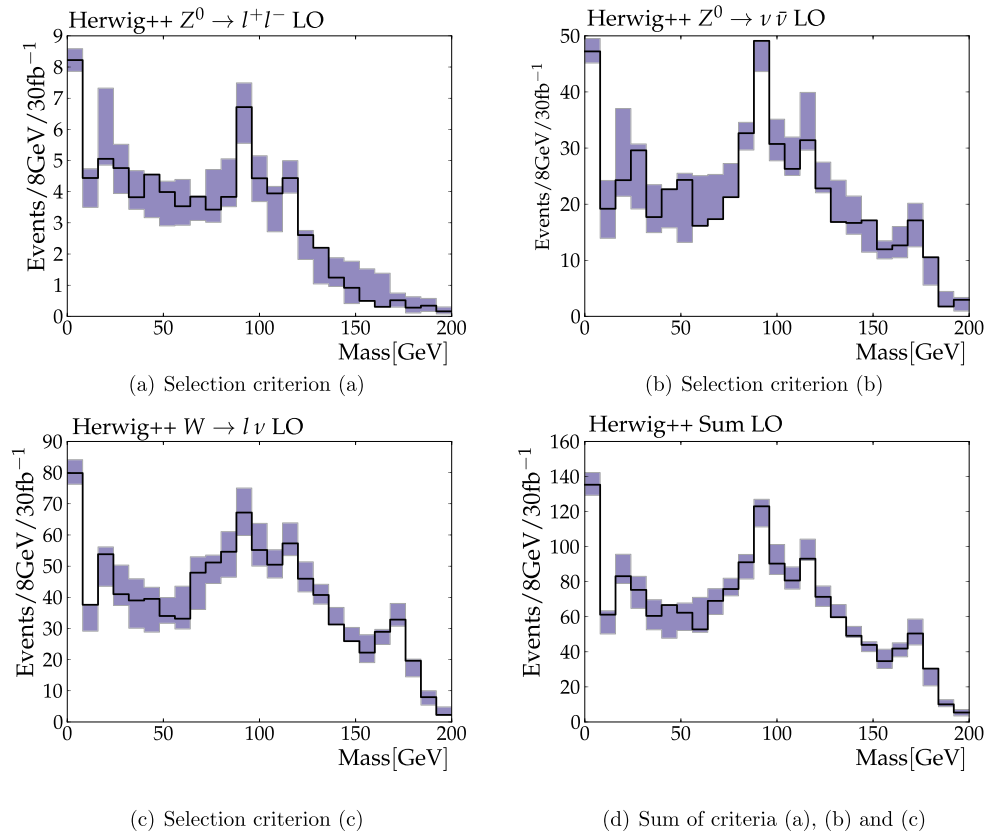 Herwig++ Z⁰ → l⁺l⁻ LO
Events/8GeV/30fb⁻¹
9
8
7
6
5
4
3
2
1
0
0 50 100 150 200
Mass[GeV]
(a) Selection criterion (a)
Herwig++ Z⁰ → ν ν̄ LO
Events/8GeV/30fb⁻¹
50
40
30
20
10
0
0 50 100 150 200
Mass[GeV]
(b) Selection criterion (b)
Herwig++ W → l ν LO
Events/8GeV/30fb⁻¹
90
80
70
60
50
40
30
20
10
0
0 50 100 150 200
Mass[GeV]
(c) Selection criterion (c)
Herwig++ Sum LO
Events/8GeV/30fb⁻¹
160
140
120
100
80
60
40
20
0
0 50 100 150 200
Mass[GeV]
(d) Sum of criteria (a), (b) and (c)